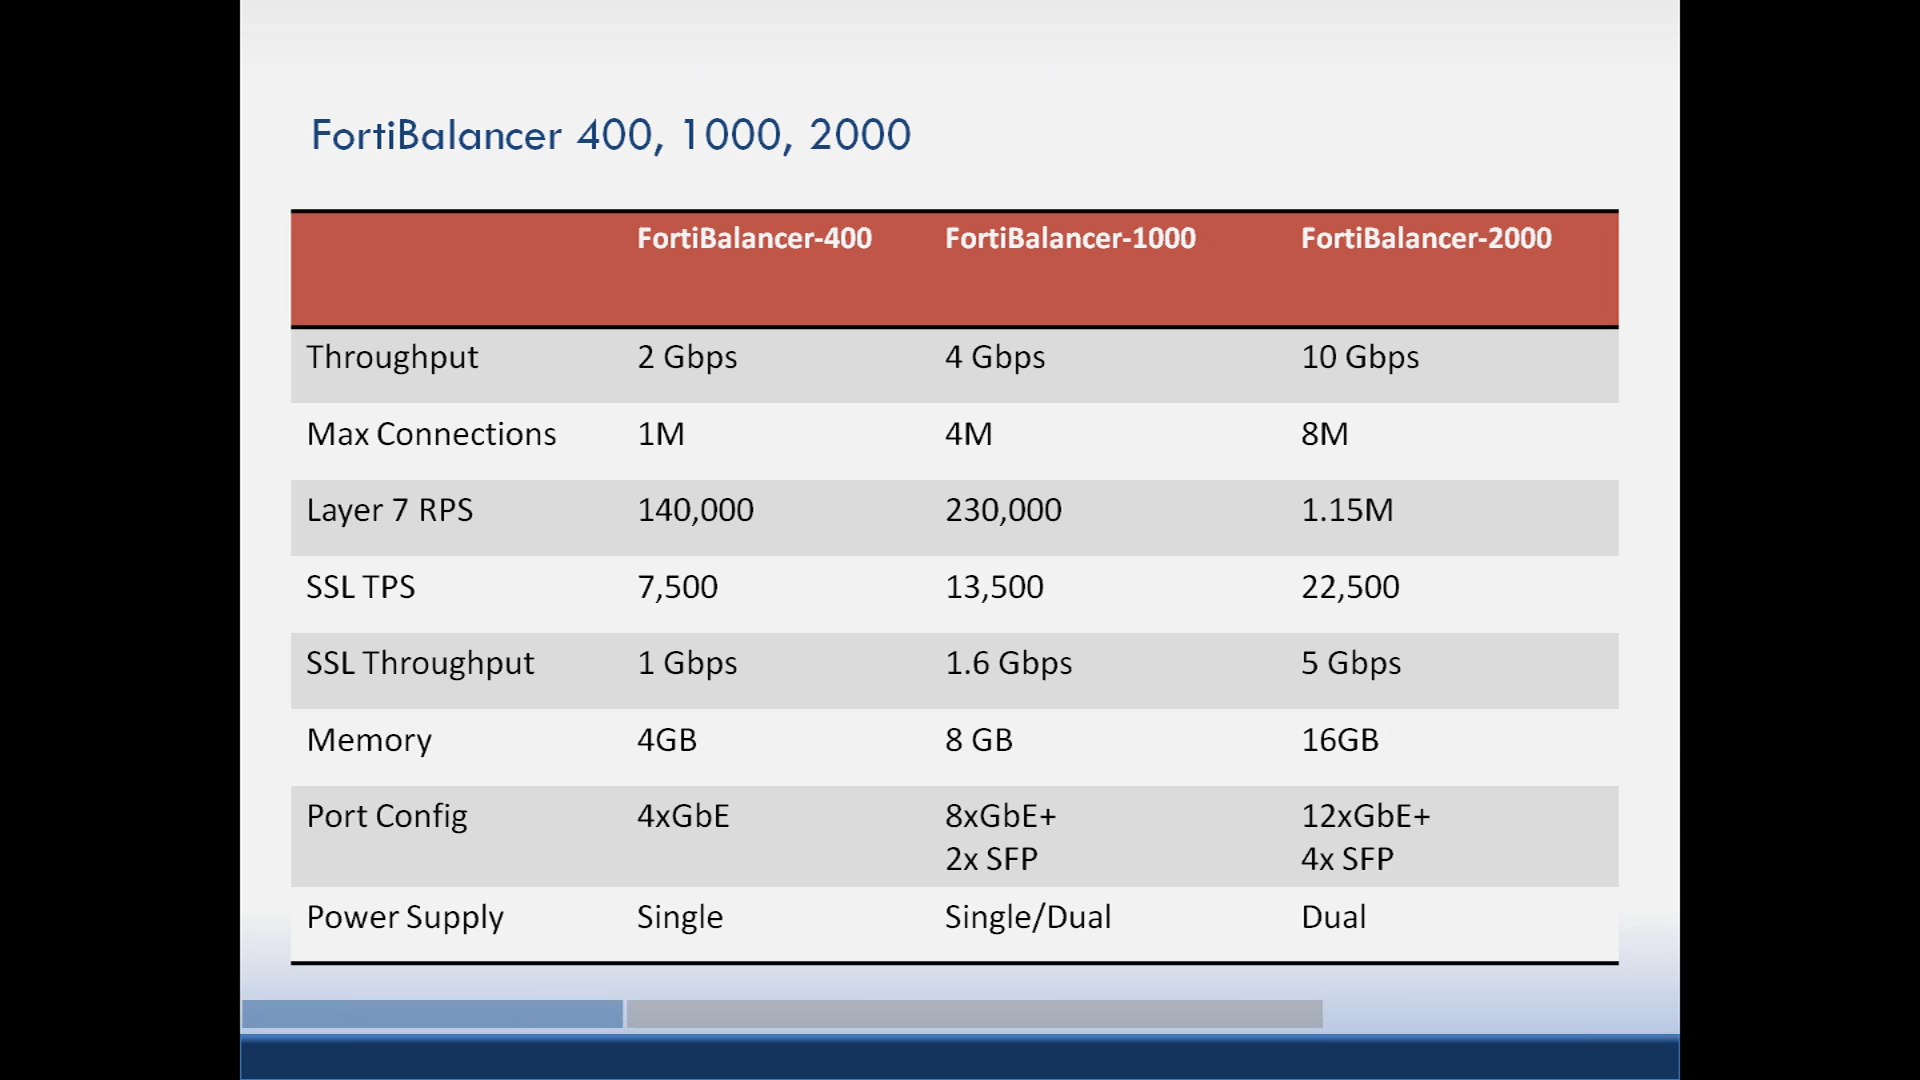 FortiBalancer 400, 1000, 2000
FortiBalancer-400 FortiBalancer-1000 FortiBalancer-2000
Throughput 2 Gbps 4 Gbps 10 Gbps
Max Connections 1M 4M 8M
Layer 7 RPS 140,000 230,000 1.15M
SSL TPS 7,500 13,500 22,500
SSL Throughput 1 Gbps 1.6 Gbps 5 Gbps
Memory 4GB 8 GB 16GB
Port Config 4xGbE 8xGbE+ 12xGbE+
2x SFP 4x SFP
Power Supply Single Single/Dual Dual